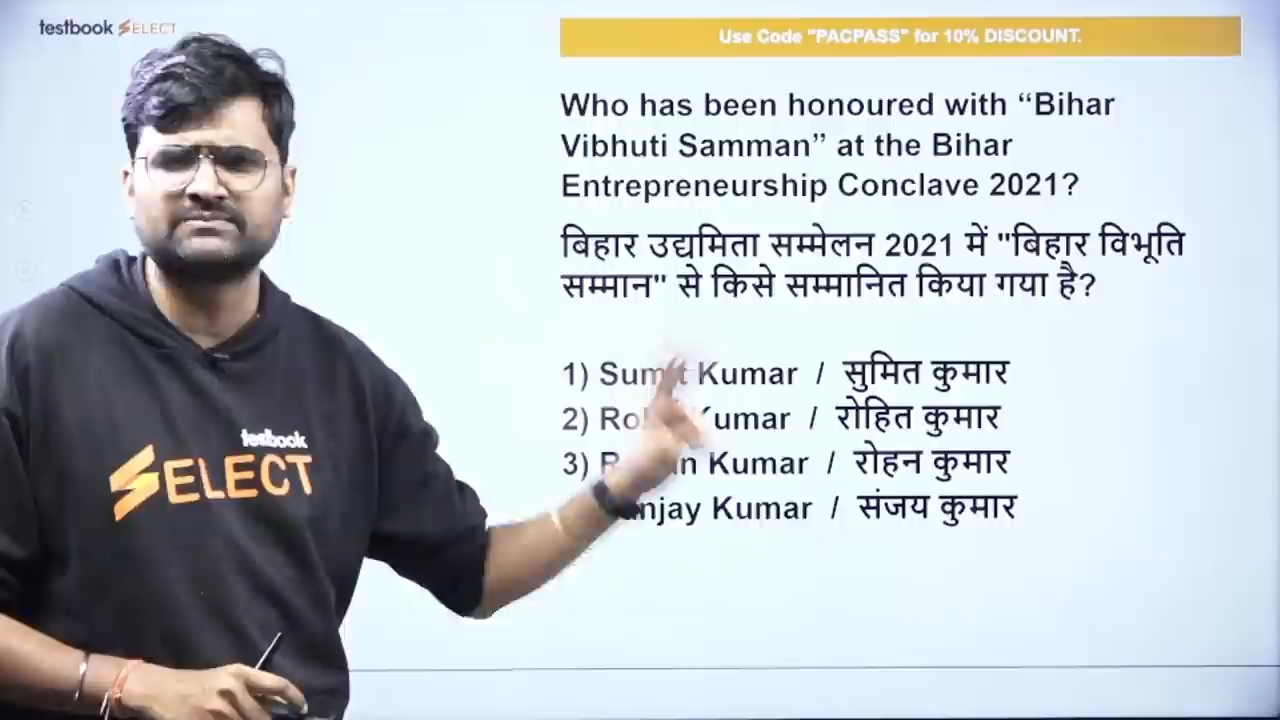 testbook SELECT
Use Code "PACPASS" for 10% DISCOUNT.
Who has been honoured with “Bihar
Vibhuti Samman” at the Bihar
Entrepreneurship Conclave 2021?
बिहार उद्यमिता सम्मेलन 2021 में "बिहार विभूति
सम्मान" से किसे सम्मानित किया गया है?
1) Sumit Kumar / सुमित कुमार
2) Kumar / रोहित कुमार
3) Kumar / रोहन कुमार
Kumar / संजय कुमार
testbook
SELECT